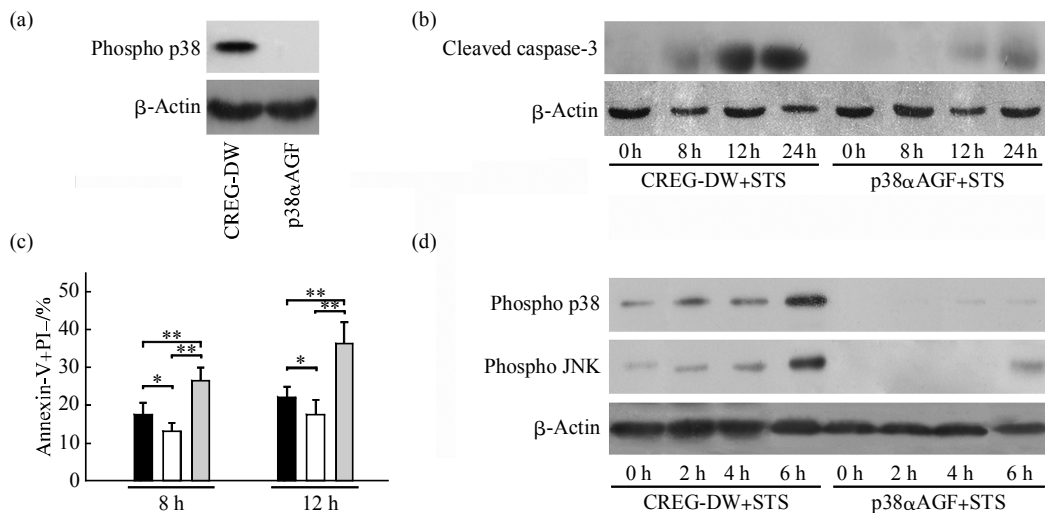 (a)
Phospho p38
β-Actin
CREG-DW
p38αAGF
(b)
Cleaved caspase-3
β-Actin
0 h 8 h 12 h 24 h 0 h 8 h 12 h 24 h
CREG-DW+STS p38αAGF+STS
(c)
Annexin-V+PI−/%
50
40
30
20
10
0
** ** * ** ** *
8 h 12 h
(d)
Phospho p38
Phospho JNK
β-Actin
0 h 2 h 4 h 6 h 0 h 2 h 4 h 6 h
CREG-DW+STS p38αAGF+STS